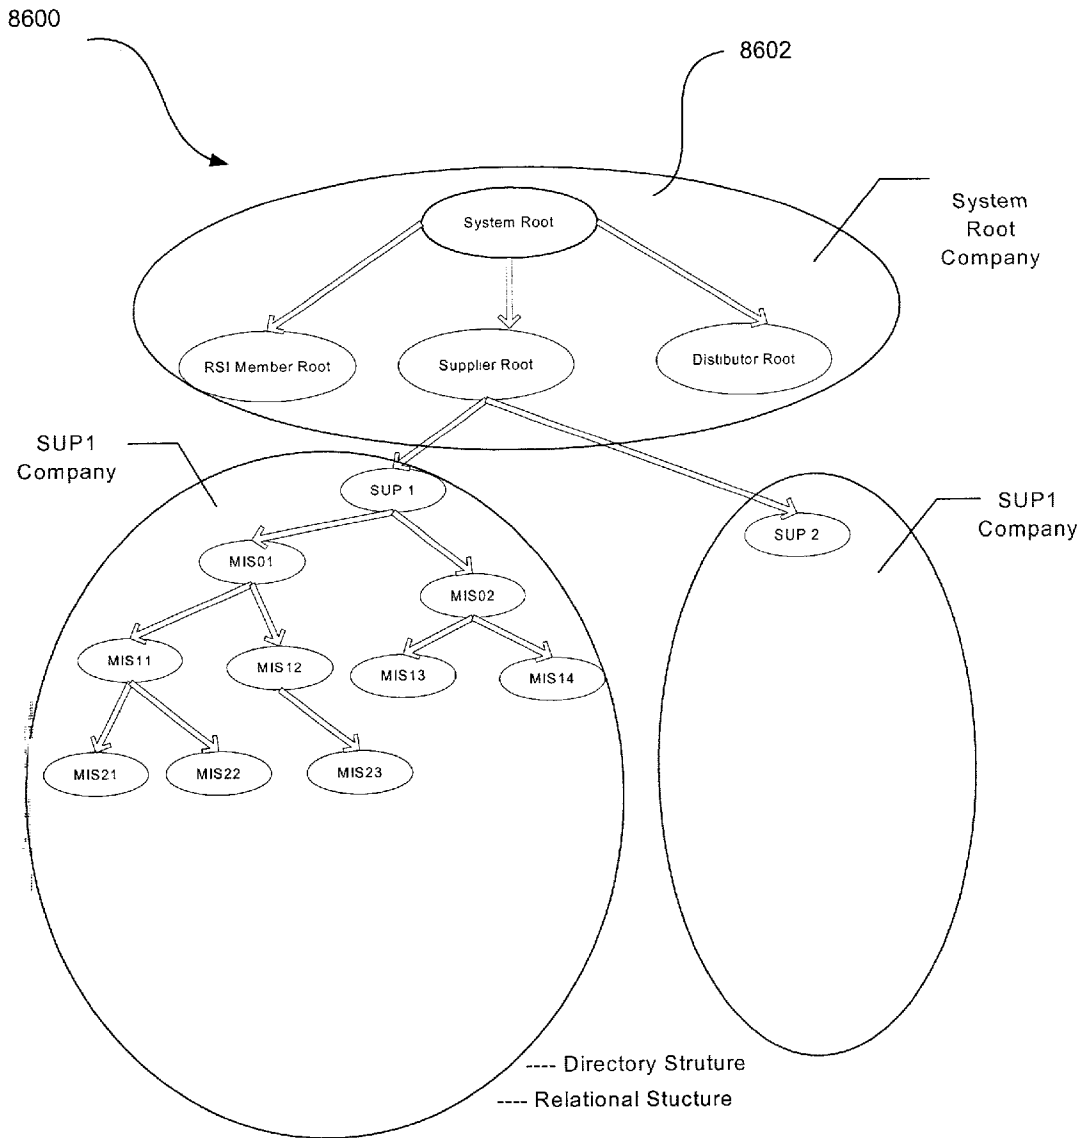 8600
8602
System Root
System
Root
Company
RSI Member Root
Supplier Root
Distibutor Root
SUP1
Company
SUP 1
SUP1
Company
SUP 2
MIS01
MIS02
MIS11
MIS12
MIS13
MIS14
MIS21
MIS22
MIS23
---- Directory Struture
---- Relational Stucture